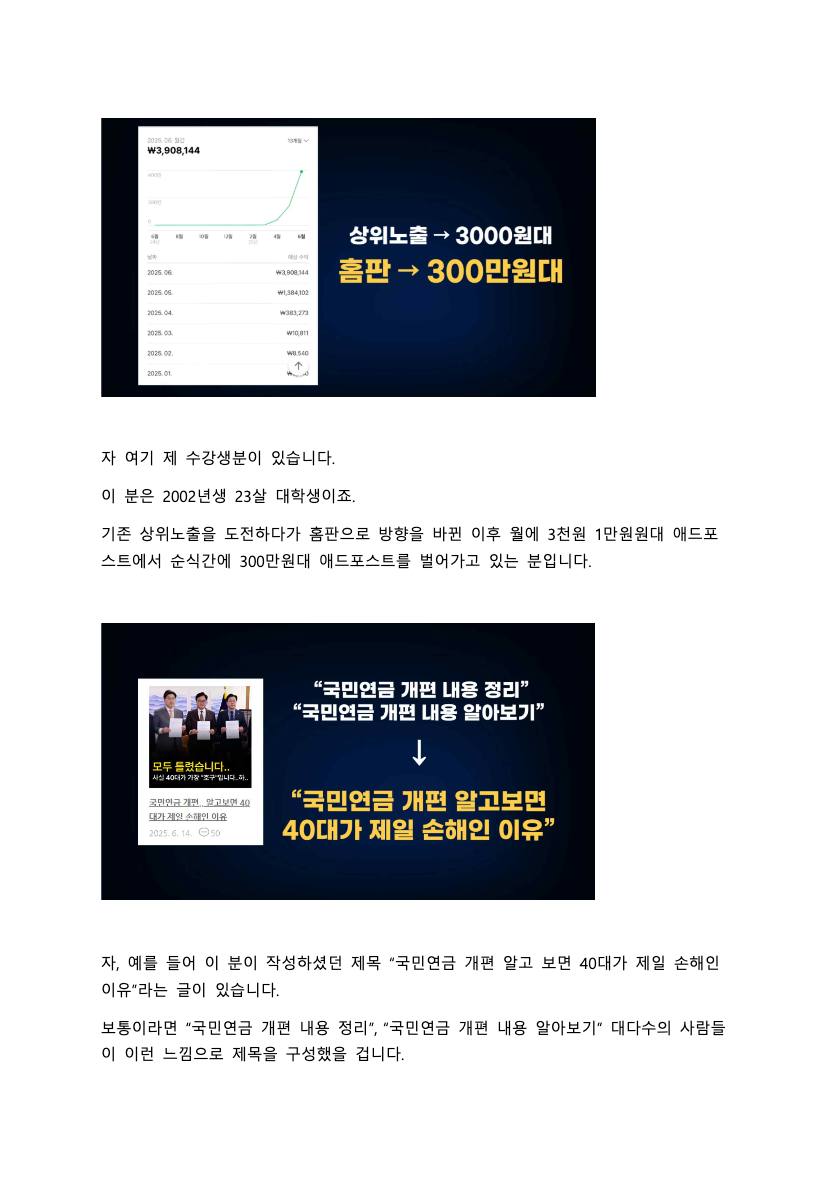 2025. 06. 월간
13개월
₩3,908,144
0
6월 8월 10월 12월 2월 4월 6월
상위노출 → 3000원대
홈판 → 300만원대
날짜 예상 수익
2025. 06. ₩3,908,144
2025. 05. ₩1,384,102
2025. 04. ₩383,273
2025. 03. ₩10,811
2025. 02. ₩8,540
2025. 01.
자 여기 제 수강생분이 있습니다.
이 분은 2002년생 23살 대학생이죠.
기존 상위노출을 도전하다가 홈판으로 방향을 바뀐 이후 월에 3천원 1만원원대 애드포
스트에서 순식간에 300만원대 애드포스트를 벌어가고 있는 분입니다.
모두 틀렸습니다..
사실 40대가 가장 "호구"입니다..하..
국민연금 개편.. 알고보면 40
대가 제일 손해인 이유
2025. 6. 14. 50
“국민연금 개편 내용 정리”
“국민연금 개편 내용 알아보기”
↓
“국민연금 개편 알고보면
40대가 제일 손해인 이유”
자, 예를 들어 이 분이 작성하셨던 제목 “국민연금 개편 알고 보면 40대가 제일 손해인
이유“라는 글이 있습니다.
보통이라면 “국민연금 개편 내용 정리”, “국민연금 개편 내용 알아보기” 대다수의 사람들
이 이런 느낌으로 제목을 구성했을 겁니다.